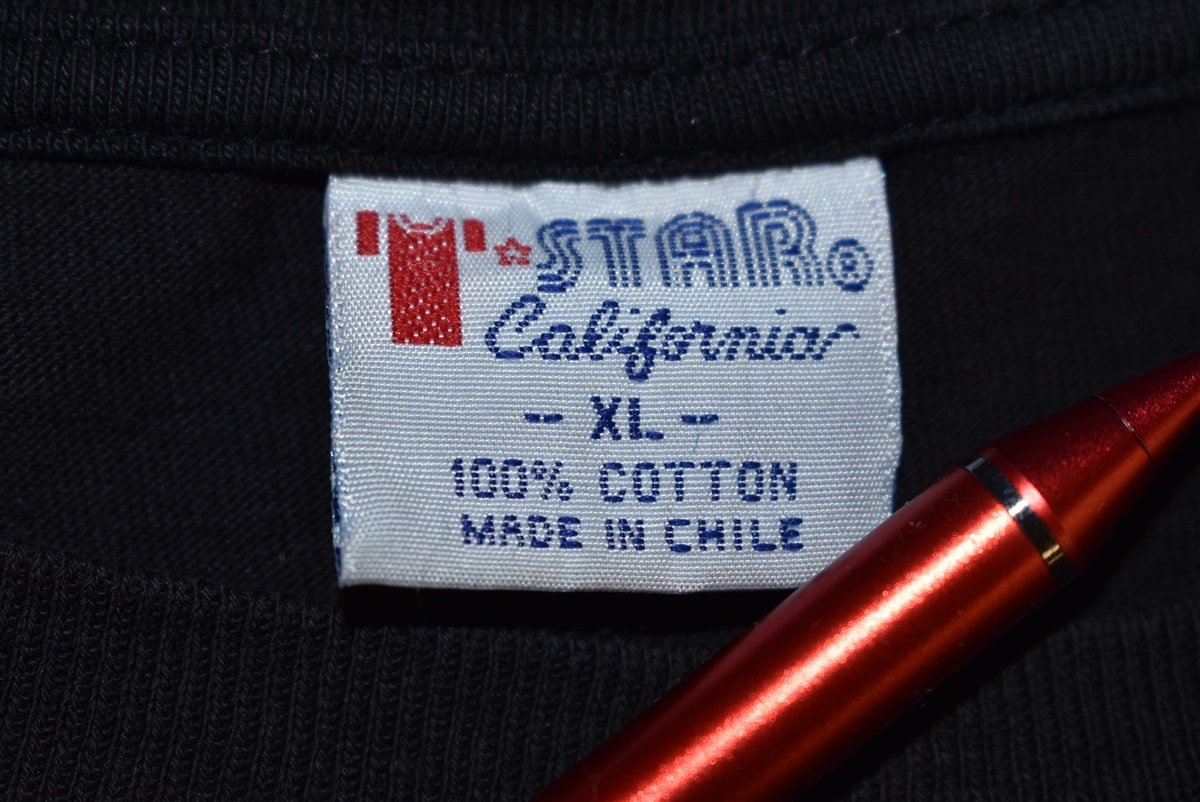 T☆STAR®
California
- XL -
100% COTTON
MADE IN CHILE